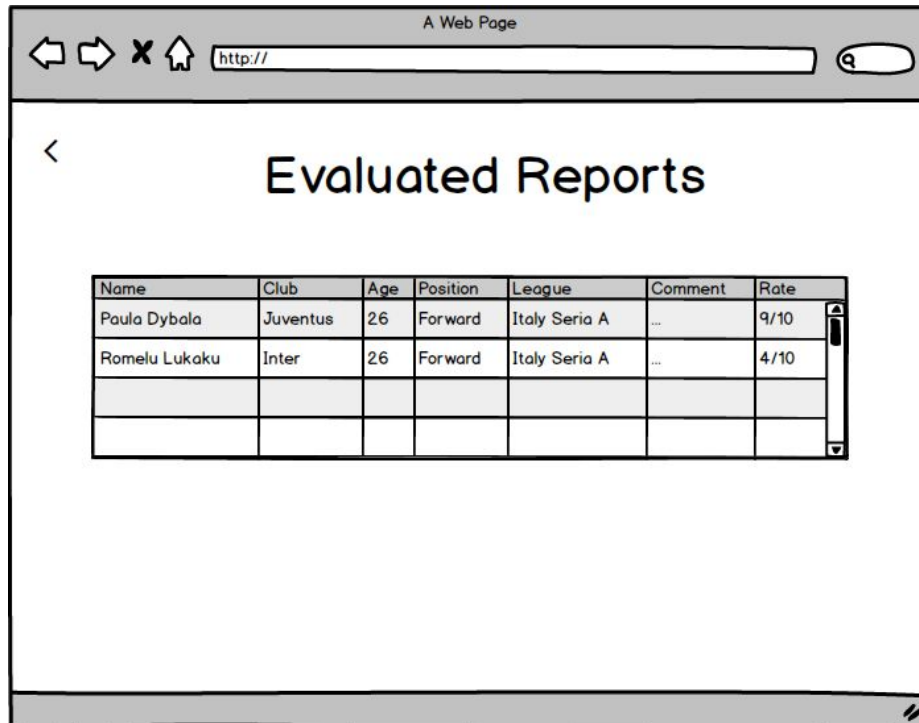 A Web Page
http://
Evaluated Reports
Name Club Age Position League Comment Rate
Paula Dybala Juventus 26 Forward Italy Seria A ... 9/10
Romelu Lukaku Inter 26 Forward Italy Seria A ... 4/10